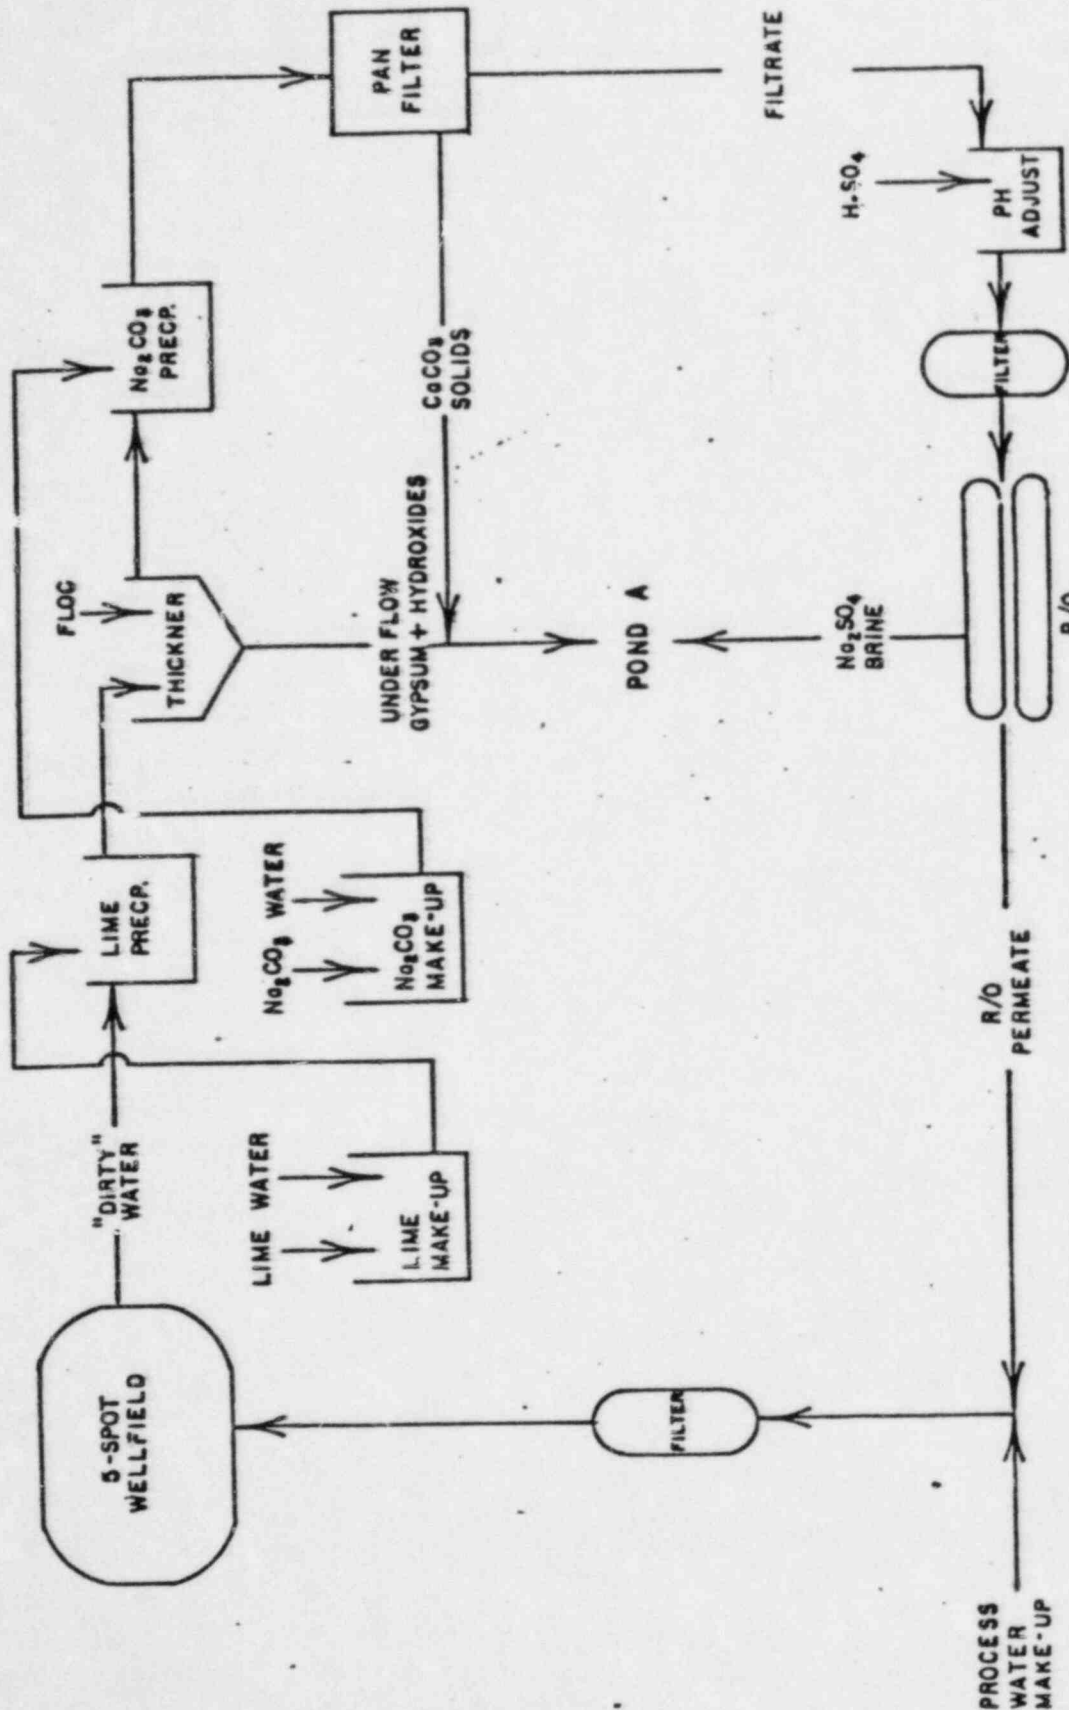 5-SPOT
WELLFIELD
"DIRTY"
WATER
LIME
PRECP.
FLOC
THICKNER
Na₂CO₃
PRECP.
LIME WATER
LIME
MAKE-UP
Na₂CO₃ WATER
Na₂CO₃
MAKE-UP
UNDER FLOW
GYPSUM + HYDROXIDES
CaCO₃
SOLIDS
PAN
FILTER
POND A
FILTRATE
Na₂SO₄
BRINE
H₂SO₄
PH
ADJUST
FILTER
R/O
R/O
PERMEATE
FILTER
PROCESS
WATER
MAKE-UP